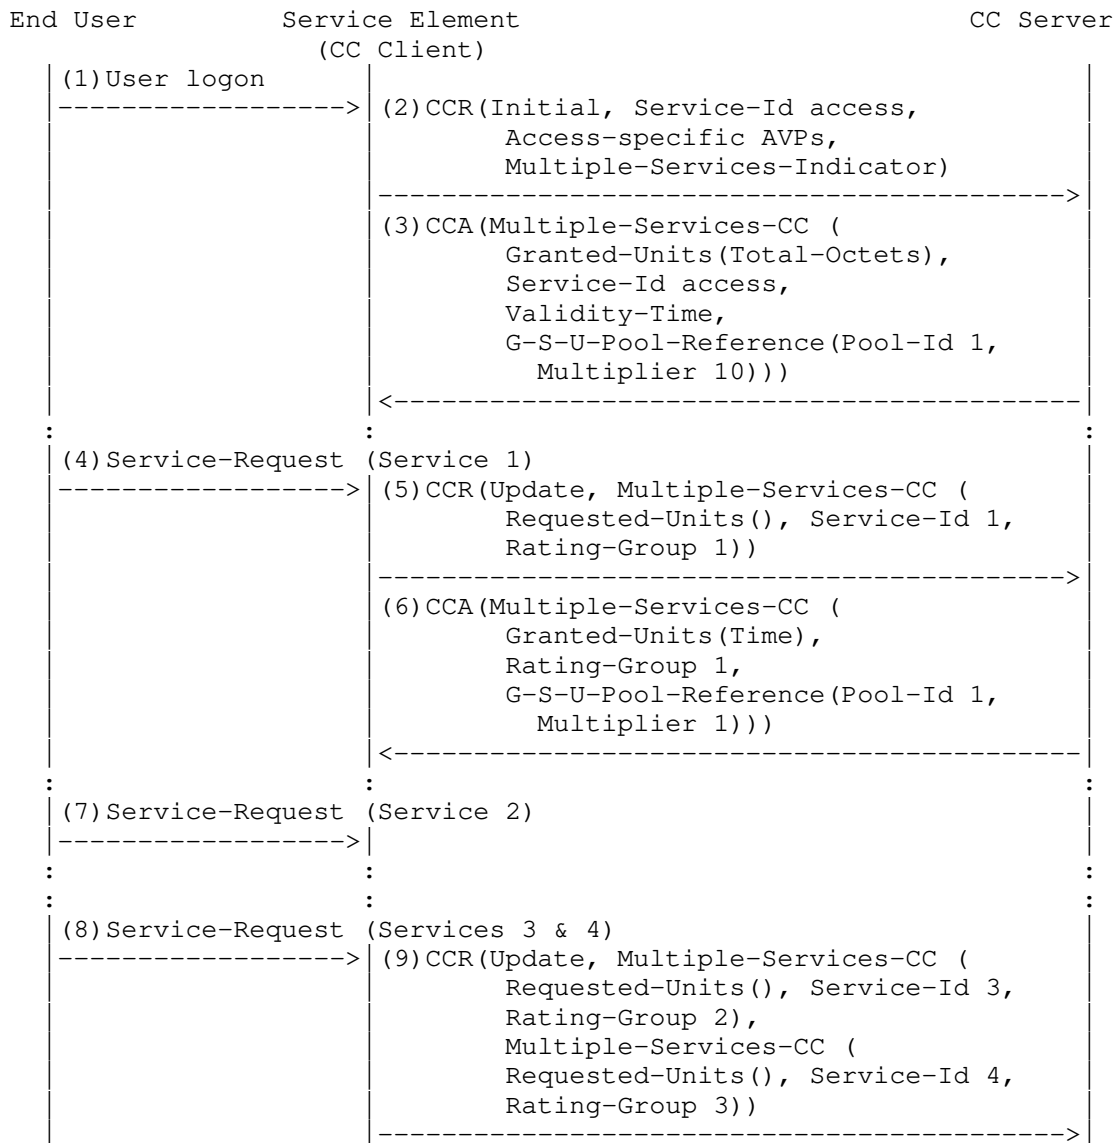 End User            Service Element                            CC Server
                      (CC Client)
(1)User logon
(2)CCR(Initial, Service-Id access,
Access-specific AVPs,
Multiple-Services-Indicator)
(3)CCA(Multiple-Services-CC (
Granted-Units(Total-Octets),
Service-Id access,
Validity-Time,
G-S-U-Pool-Reference(Pool-Id 1,
Multiplier 10)))
(4)Service-Request (Service 1)
(5)CCR(Update, Multiple-Services-CC (
Requested-Units(), Service-Id 1,
Rating-Group 1))
(6)CCA(Multiple-Services-CC (
Granted-Units(Time),
Rating-Group 1,
G-S-U-Pool-Reference(Pool-Id 1,
Multiplier 1)))
(7)Service-Request (Service 2)
(8)Service-Request (Services 3 & 4)
(9)CCR(Update, Multiple-Services-CC (
Requested-Units(), Service-Id 3,
Rating-Group 2),
Multiple-Services-CC (
Requested-Units(), Service-Id 4,
Rating-Group 3))